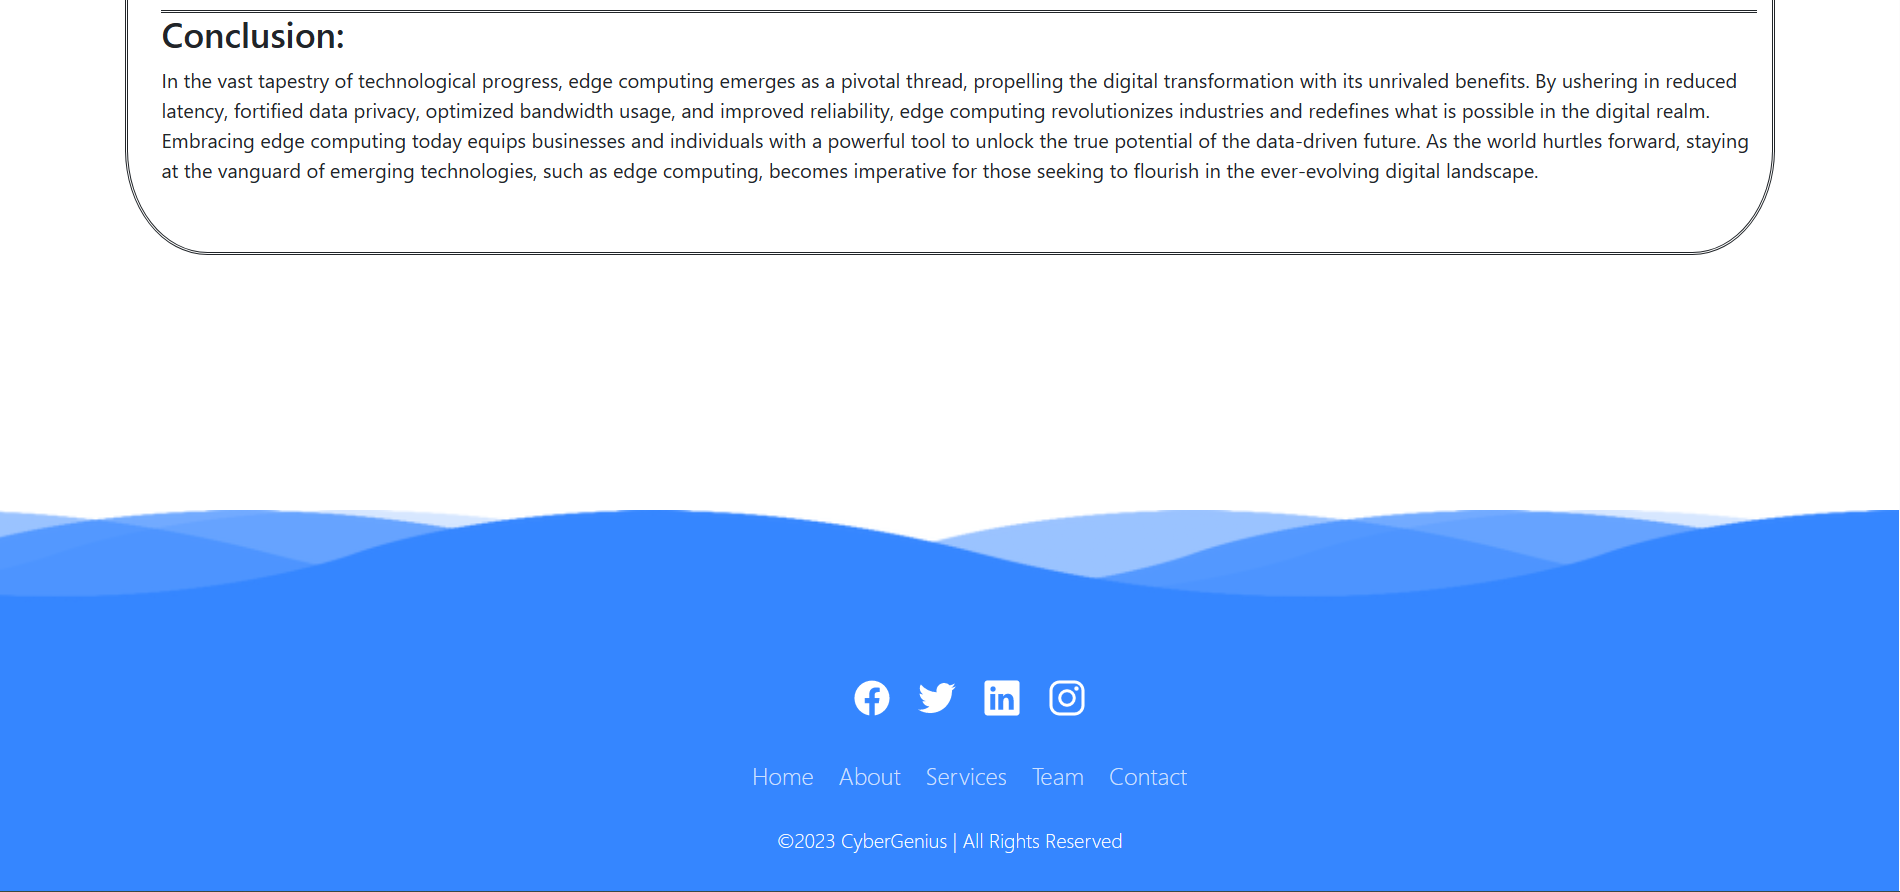 Conclusion:
In the vast tapestry of technological progress, edge computing emerges as a pivotal thread, propelling the digital transformation with its unrivaled benefits. By ushering in reduced
latency, fortified data privacy, optimized bandwidth usage, and improved reliability, edge computing revolutionizes industries and redefines what is possible in the digital realm.
Embracing edge computing today equips businesses and individuals with a powerful tool to unlock the true potential of the data-driven future. As the world hurtles forward, staying
at the vanguard of emerging technologies, such as edge computing, becomes imperative for those seeking to flourish in the ever-evolving digital landscape.
Home About Services Team Contact
©2023 CyberGenius | All Rights Reserved